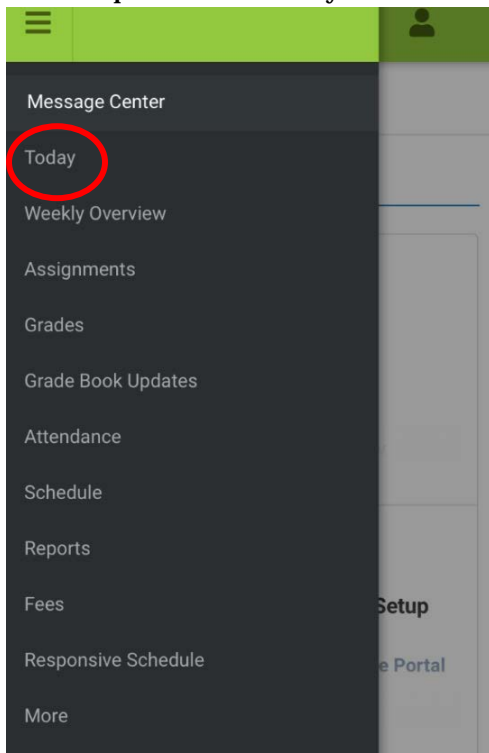 Message Center
Today
Weekly Overview
Assignments
Grades
Grade Book Updates
Attendance
Schedule
Reports
Fees
Setup
Responsive Schedule
e Portal
More